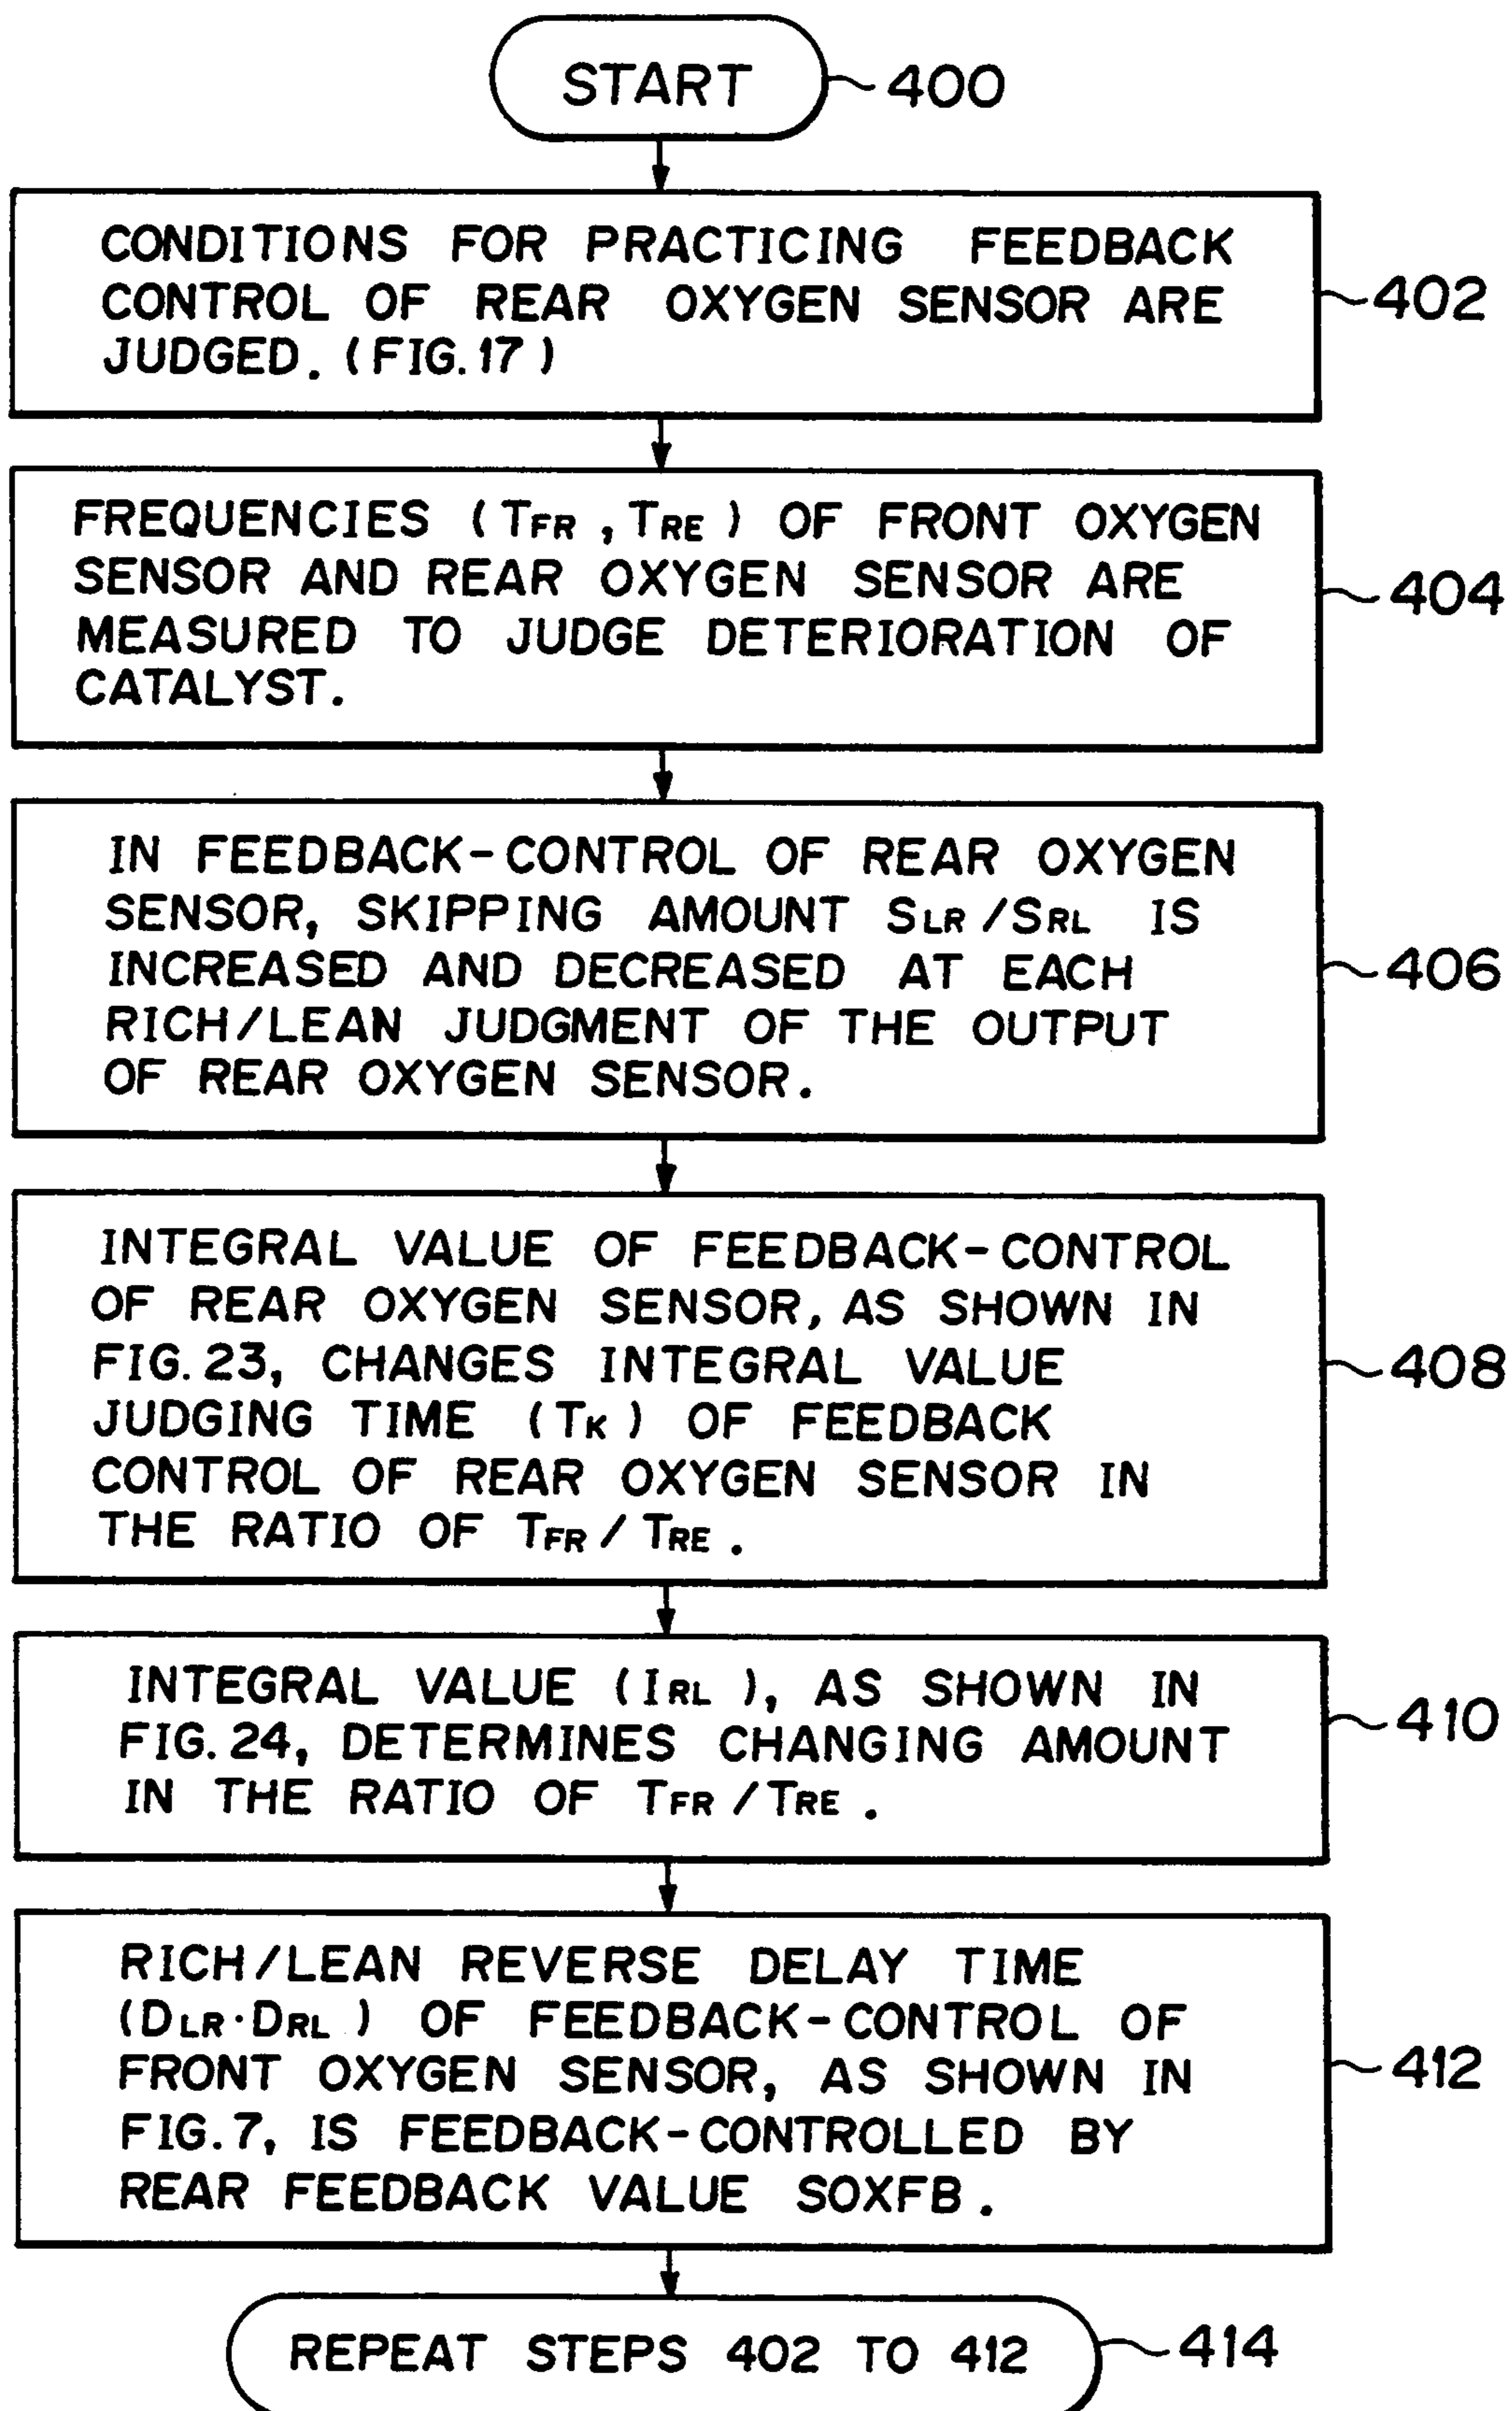 START
400
CONDITIONS FOR PRACTICING FEEDBACK
CONTROL OF REAR OXYGEN SENSOR ARE
JUDGED. (FIG.17)
402
FREQUENCIES (TFR, TRE) OF FRONT OXYGEN
SENSOR AND REAR OXYGEN SENSOR ARE
MEASURED TO JUDGE DETERIORATION OF
CATALYST.
404
IN FEEDBACK-CONTROL OF REAR OXYGEN
SENSOR, SKIPPING AMOUNT SLR/SRL IS
INCREASED AND DECREASED AT EACH
RICH/LEAN JUDGMENT OF THE OUTPUT
OF REAR OXYGEN SENSOR.
406
INTEGRAL VALUE OF FEEDBACK-CONTROL
OF REAR OXYGEN SENSOR, AS SHOWN IN
FIG.23, CHANGES INTEGRAL VALUE
JUDGING TIME (TK) OF FEEDBACK
CONTROL OF REAR OXYGEN SENSOR IN
THE RATIO OF TFR/TRE.
408
INTEGRAL VALUE (IRL), AS SHOWN IN
FIG.24, DETERMINES CHANGING AMOUNT
IN THE RATIO OF TFR/TRE.
410
RICH/LEAN REVERSE DELAY TIME
(DLR·DRL) OF FEEDBACK-CONTROL OF
FRONT OXYGEN SENSOR, AS SHOWN IN
FIG.7, IS FEEDBACK-CONTROLLED BY
REAR FEEDBACK VALUE SOXFB.
412
REPEAT STEPS 402 TO 412
414